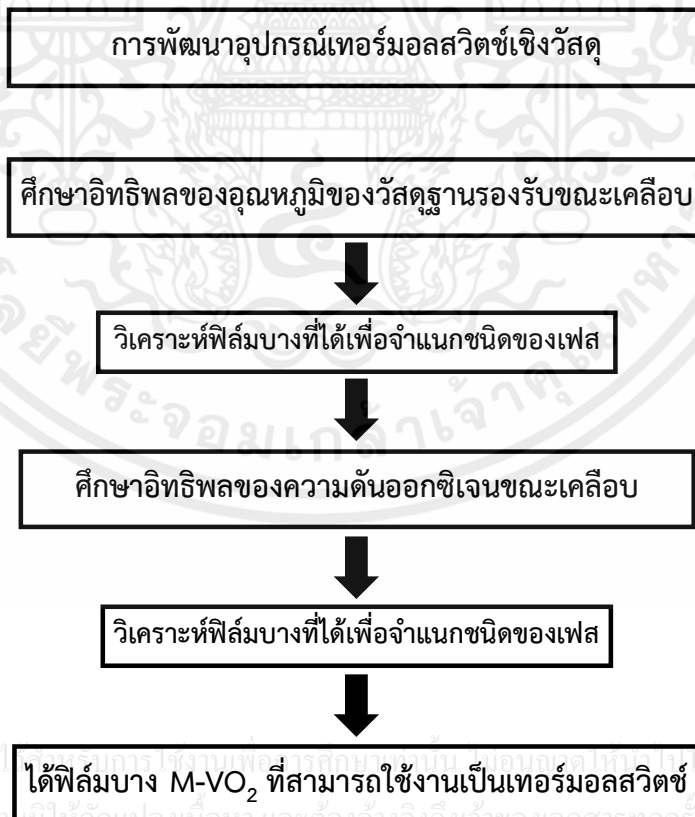 การพัฒนาอุปกรณ์เทอร์มอลสวิตช์เชิงวัสดุ
ศึกษาอิทธิพลของอุณหภูมิของวัสดุฐานรองรับขณะเคลือบ
วิเคราะห์ฟิล์มบางที่ได้เพื่อจำแนกชนิดของเฟส
ศึกษาอิทธิพลของความดันออกซิเจนขณะเคลือบ
วิเคราะห์ฟิล์มบางที่ได้เพื่อจำแนกชนิดของเฟส
ได้ฟิล์มบาง M-VO₂ ที่สามารถใช้งานเป็นเทอร์มอลสวิตช์